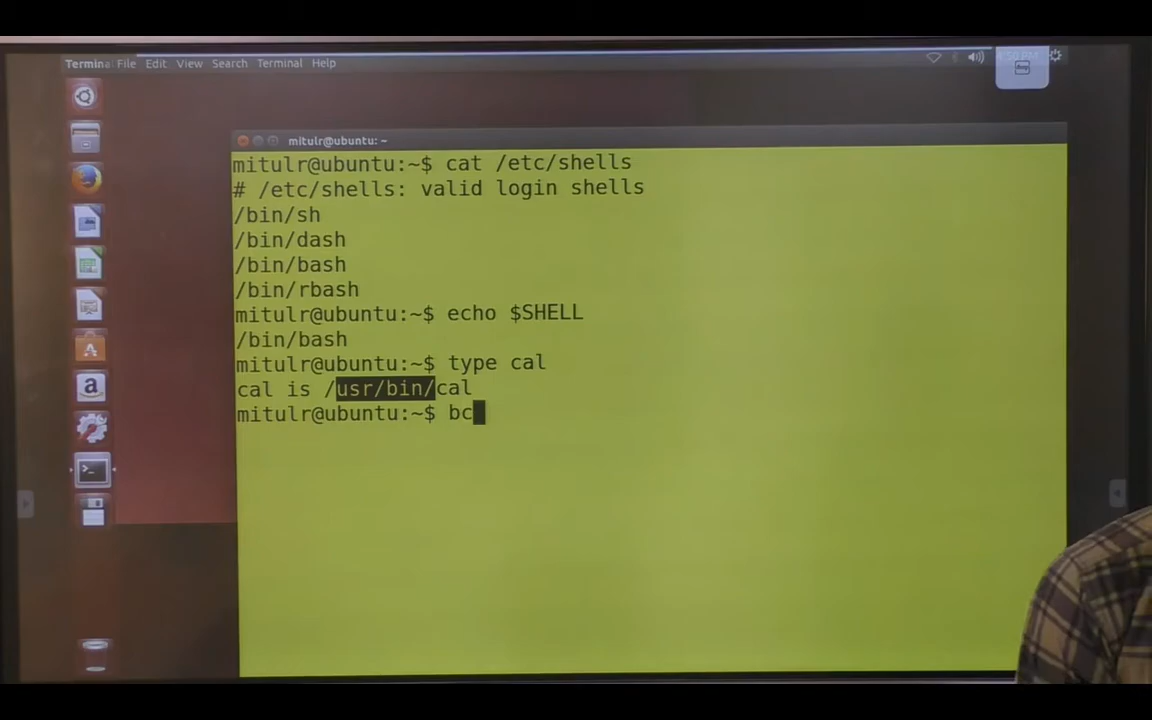 Termina File Edit View Search Terminal Help
mitulr@ubuntu: ~
mitulr@ubuntu:~$ cat /etc/shells
# /etc/shells: valid login shells
/bin/sh
/bin/dash
/bin/bash
/bin/rbash
mitulr@ubuntu:~$ echo $SHELL
/bin/bash
mitulr@ubuntu:~$ type cal
cal is /usr/bin/cal
mitulr@ubuntu:~$ bc